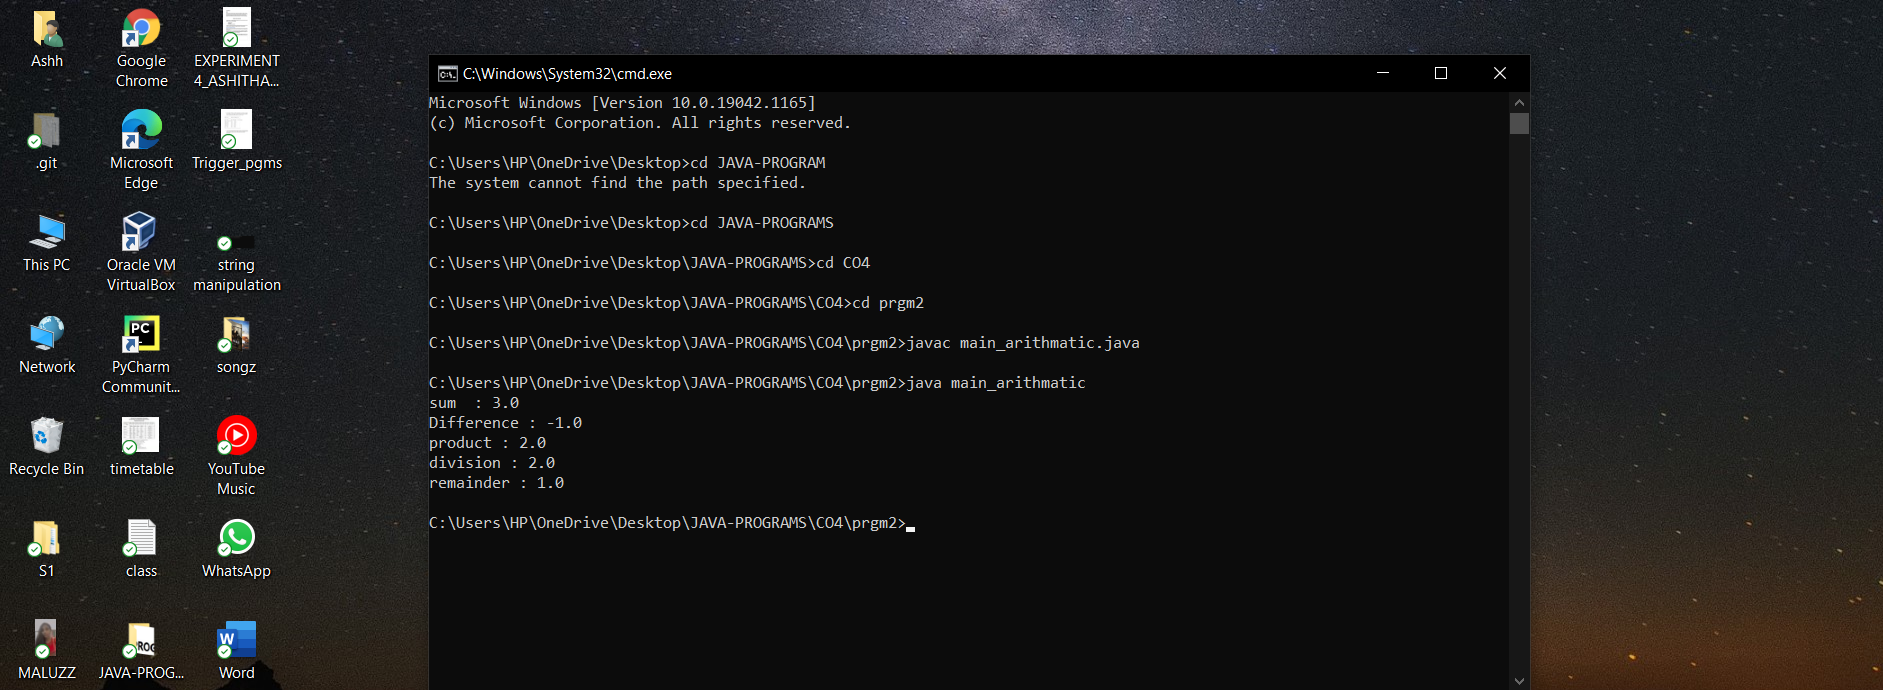 Ashh
Google
Chrome
EXPERIMENT
4_ASHITHA...
.git
Microsoft
Edge
Trigger_pgms
This PC
Oracle VM
VirtualBox
string
manipulation
Network
PC
PyCharm
Communit...
songz
Recycle Bin
timetable
YouTube
Music
S1
class
WhatsApp
MALUZZ
JAVA-PROG...
W
Word
C:\Windows\System32\cmd.exe
Microsoft Windows [Version 10.0.19042.1165]
(c) Microsoft Corporation. All rights reserved.
C:\Users\HP\OneDrive\Desktop>cd JAVA-PROGRAM
The system cannot find the path specified.
C:\Users\HP\OneDrive\Desktop>cd JAVA-PROGRAMS
C:\Users\HP\OneDrive\Desktop\JAVA-PROGRAMS>cd CO4
C:\Users\HP\OneDrive\Desktop\JAVA-PROGRAMS\CO4>cd prgm2
C:\Users\HP\OneDrive\Desktop\JAVA-PROGRAMS\CO4\prgm2>javac main_arithmatic.java
C:\Users\HP\OneDrive\Desktop\JAVA-PROGRAMS\CO4\prgm2>java main_arithmatic
sum  : 3.0
Difference : -1.0
product : 2.0
division : 2.0
remainder : 1.0
C:\Users\HP\OneDrive\Desktop\JAVA-PROGRAMS\CO4\prgm2>